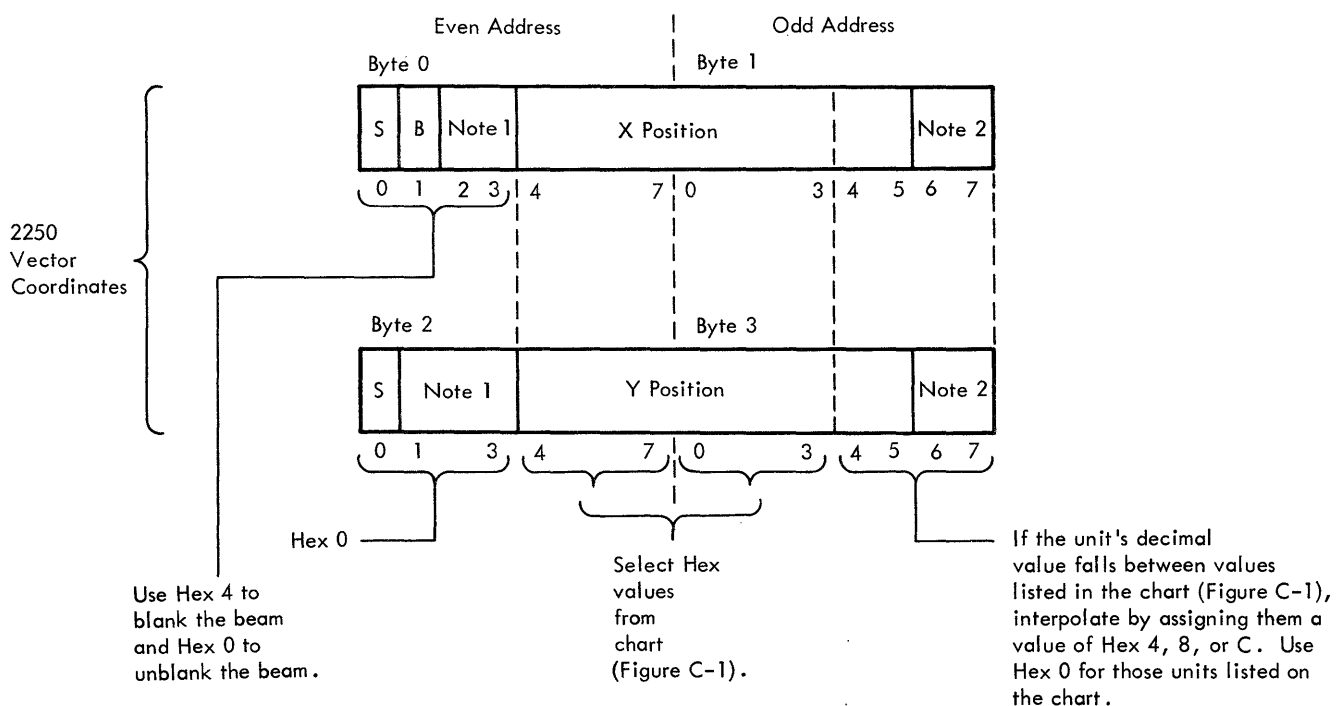 Even Address
Odd Address
Byte 0
Byte 1
S B Note 1 X Position Note 2
0 1 2 3 4 7 0 3 4 5 6 7
2250
Vector
Coordinates
Byte 2
Byte 3
S Note 1 Y Position Note 2
0 1 3 4 7 0 3 4 5 6 7
Hex 0
Use Hex 4 to
blank the beam
and Hex 0 to
unblank the beam.
Select Hex
values
from
chart
(Figure C-1).
If the unit's decimal
value falls between values
listed in the chart (Figure C-1),
interpolate by assigning them a
value of Hex 4, 8, or C. Use
Hex 0 for those units listed on
the chart.